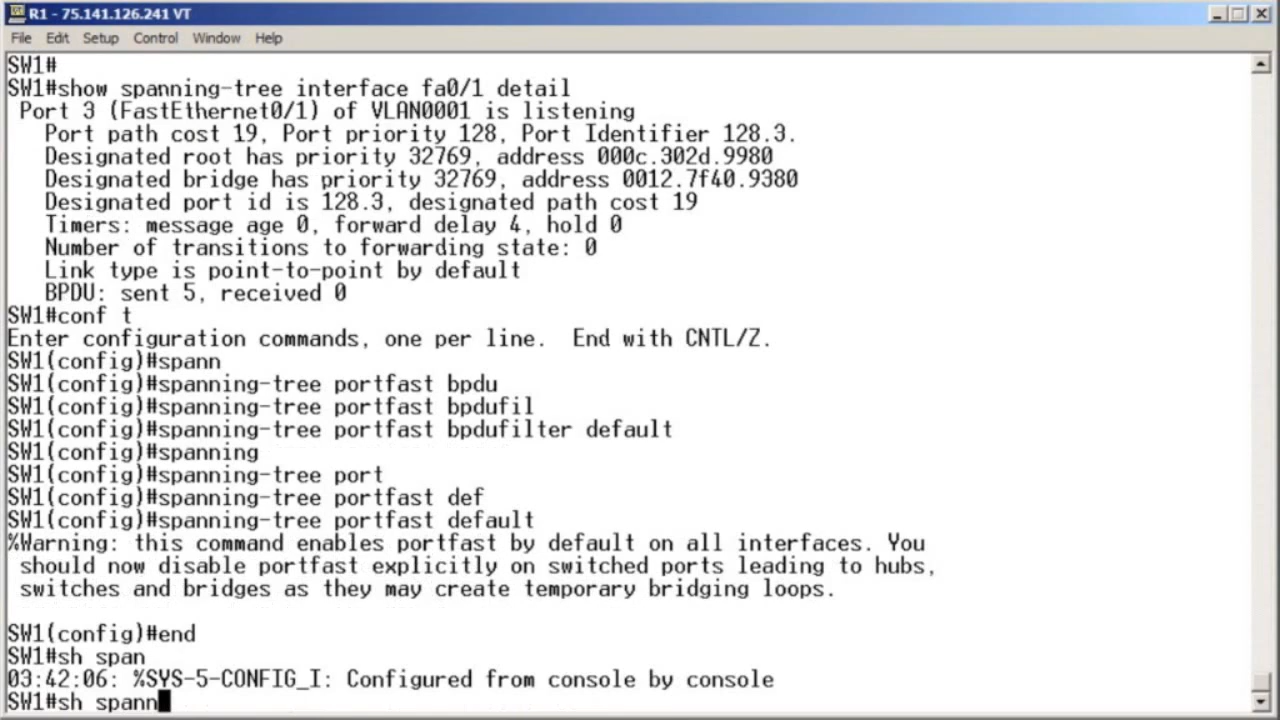 R1 - 75.141.126.241 VT
File Edit Setup Control Window Help
SW1#
SW1#show spanning-tree interface fa0/1 detail
Port 3 (FastEthernet0/1) of VLAN0001 is listening
Port path cost 19, Port priority 128, Port Identifier 128.3.
Designated root has priority 32769, address 000c.302d.9980
Designated bridge has priority 32769, address 0012.7f40.9380
Designated port id is 128.3, designated path cost 19
Timers: message age 0, forward delay 4, hold 0
Number of transitions to forwarding state: 0
Link type is point-to-point by default
BPDU: sent 5, received 0
SW1#conf t
Enter configuration commands, one per line.  End with CNTL/Z.
SW1(config)#spann
SW1(config)#spanning-tree portfast bpdu
SW1(config)#spanning-tree portfast bpdufil
SW1(config)#spanning-tree portfast bpdufilter default
SW1(config)#spanning
SW1(config)#spanning-tree port
SW1(config)#spanning-tree portfast def
SW1(config)#spanning-tree portfast default
%Warning: this command enables portfast by default on all interfaces. You
should now disable portfast explicitly on switched ports leading to hubs,
switches and bridges as they may create temporary bridging loops.
SW1(config)#end
SW1#sh span
03:42:06: %SYS-5-CONFIG_I: Configured from console by console
SW1#sh spann